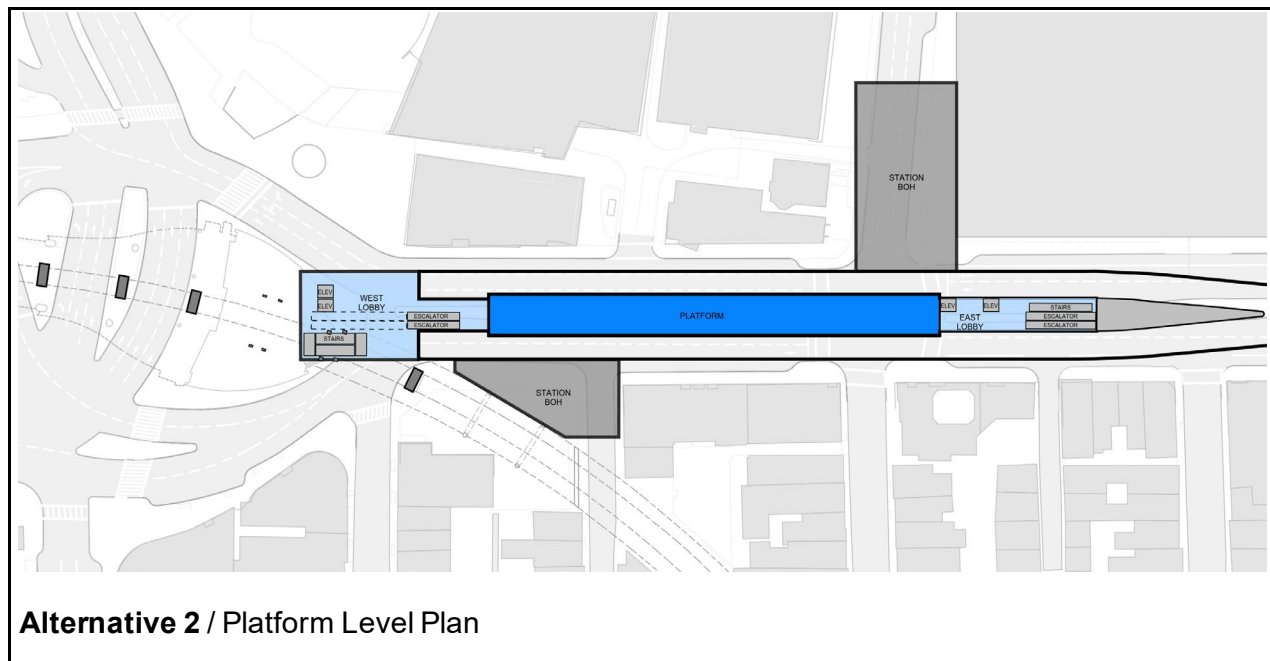 STATION
BOH
ELEV
ELEV
WEST
LOBBY
ESCALATOR
ESCALATOR
STAIRS
PLATFORM
ELEV
ELEV
EAST
LOBBY
STAIRS
ESCALATOR
ESCALATOR
STATION
BOH
Alternative 2 / Platform Level Plan